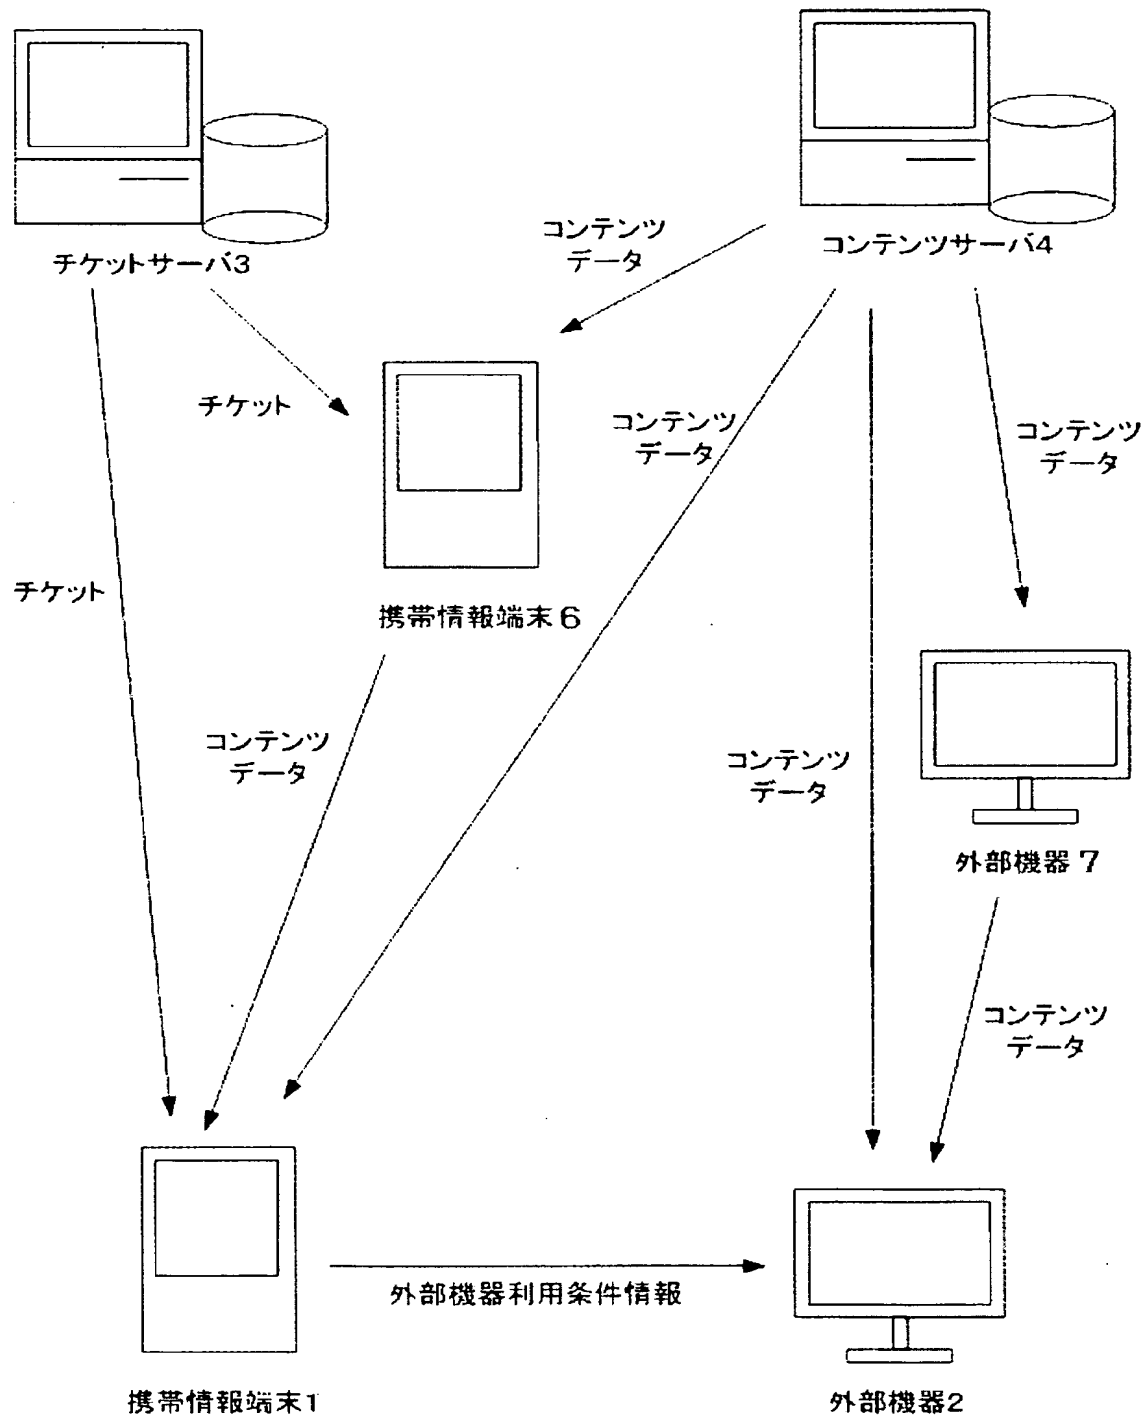 チケットサーバ3
コンテンツサーバ4
コンテンツ
データ
チケット
コンテンツ
データ
コンテンツ
データ
チケット
携帯情報端末6
コンテンツ
データ
コンテンツ
データ
外部機器7
コンテンツ
データ
外部機器利用条件情報
携帯情報端末1
外部機器2